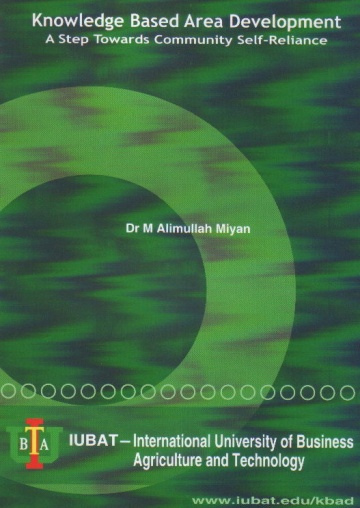 Knowledge Based Area Development
A Step Towards Community Self-Reliance
Dr M Alimullah Miyan
BTA
IUBAT—International University of Business
Agriculture and Technology
www.iubat.edu/kbad